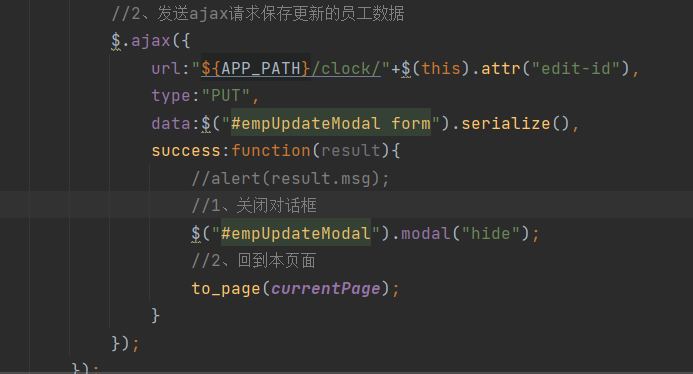 //2、发送ajax请求保存更新的员工数据
$.ajax({
url:"${APP_PATH}/clock/"+$(this).attr("edit-id"),
type:"PUT",
data:$("#empUpdateModal form").serialize(),
success:function(result){
//alert(result.msg);
//1、关闭对话框
$("#empUpdateModal").modal("hide");
//2、回到本页面
to_page(currentPage);
}
});
});